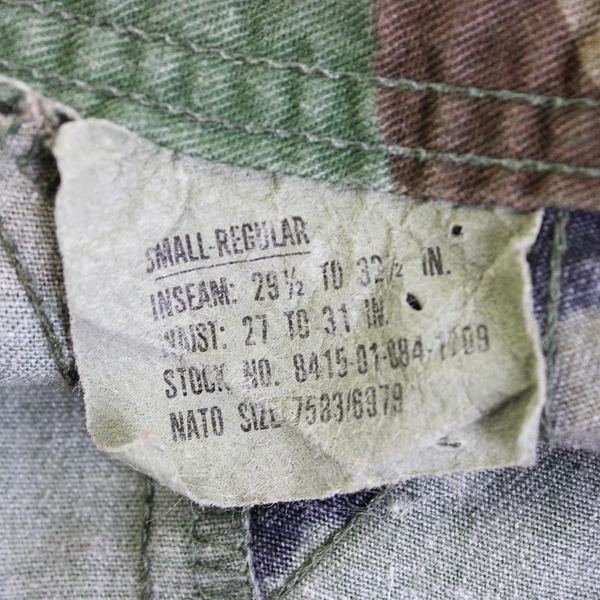 SMALL-REGULAR
INSEAM: 29½ TO 32½ IN.
WAIST: 27 TO 31 IN.
STOCK NO. 8415-01-084-1709
NATO SIZE 7583/6979